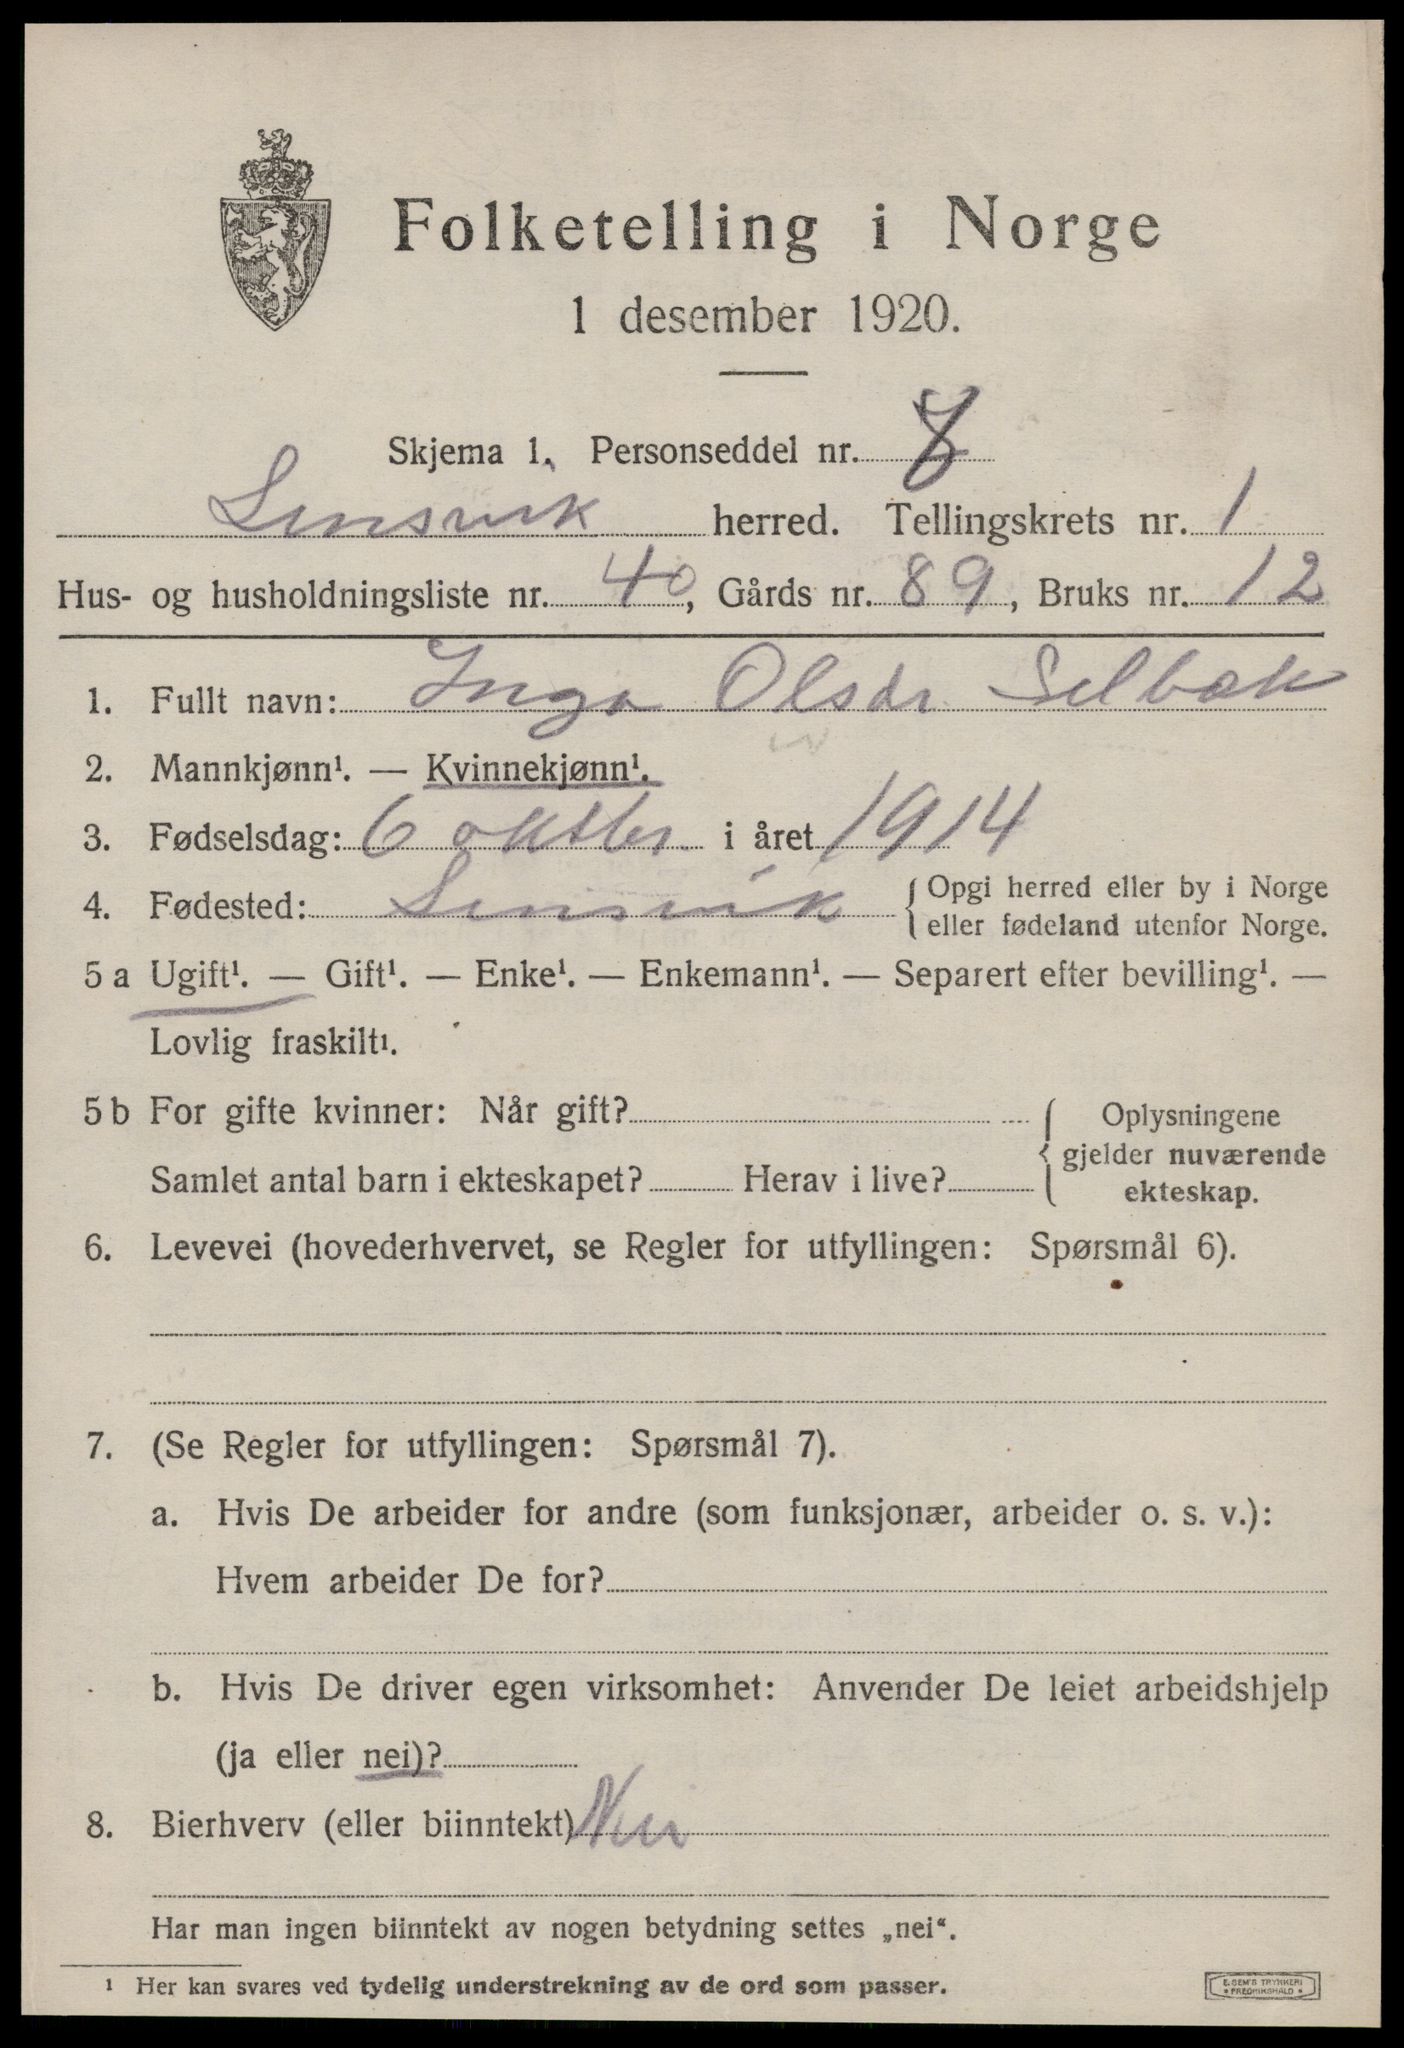 Folketelling i Norge
1 desember 1920.
Skjema 1. Personseddel nr.
Lensvik herred. Tellingskrets nr. 1
Hus- og husholdningsliste nr. 40, Gårds nr. 89, Bruks nr. 12
1. Fullt navn: Inga Olsdr. Selbæk
2. Mannkjønn¹. — Kvinnekjønn¹.
3. Fødselsdag: 6 oktbr. i året 1914
4. Fødested: Lensvik { Opgi herred eller by i Norge
eller fødeland utenfor Norge.
5 a Ugift¹. — Gift¹. — Enke¹. — Enkemann¹. — Separert efter bevilling¹. —
Lovlig fraskilt¹.
5 b For gifte kvinner: Når gift? { Oplysningene
gjelder nuværende
Samlet antal barn i ekteskapet? Herav i live?
ekteskap.
6. Levevei (hovederhvervet, se Regler for utfyllingen: Spørsmål 6).
7. (Se Regler for utfyllingen: Spørsmål 7).
a. Hvis De arbeider for andre (som funksjonær, arbeider o. s. v.):
Hvem arbeider De for?
b. Hvis De driver egen virksomhet: Anvender De leiet arbeidshjelp
(ja eller nei)?
8. Bierhverv (eller biinntekt) Nei
Har man ingen biinntekt av nogen betydning settes „nei“.
¹ Her kan svares ved tydelig understrekning av de ord som passer.
E. SEM'S TRYKKERI
FREDRIKSHALD